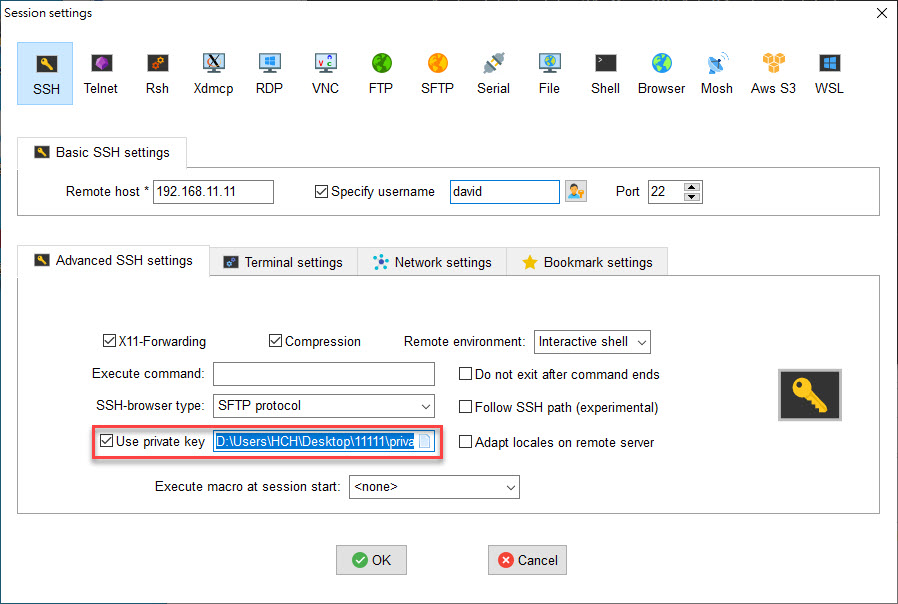 Session settings
SSH Telnet Rsh Xdmcp RDP VNC FTP SFTP Serial File Shell Browser Mosh Aws S3 WSL
Basic SSH settings
Remote host * 192.168.11.11 Specify username david Port 22
Advanced SSH settings Terminal settings Network settings Bookmark settings
X11-Forwarding Compression Remote environment: Interactive shell
Execute command: Do not exit after command ends
SSH-browser type: SFTP protocol Follow SSH path (experimental)
Use private key D:\Users\HCH\Desktop\11111\priva Adapt locales on remote server
Execute macro at session start: <none>
OK Cancel